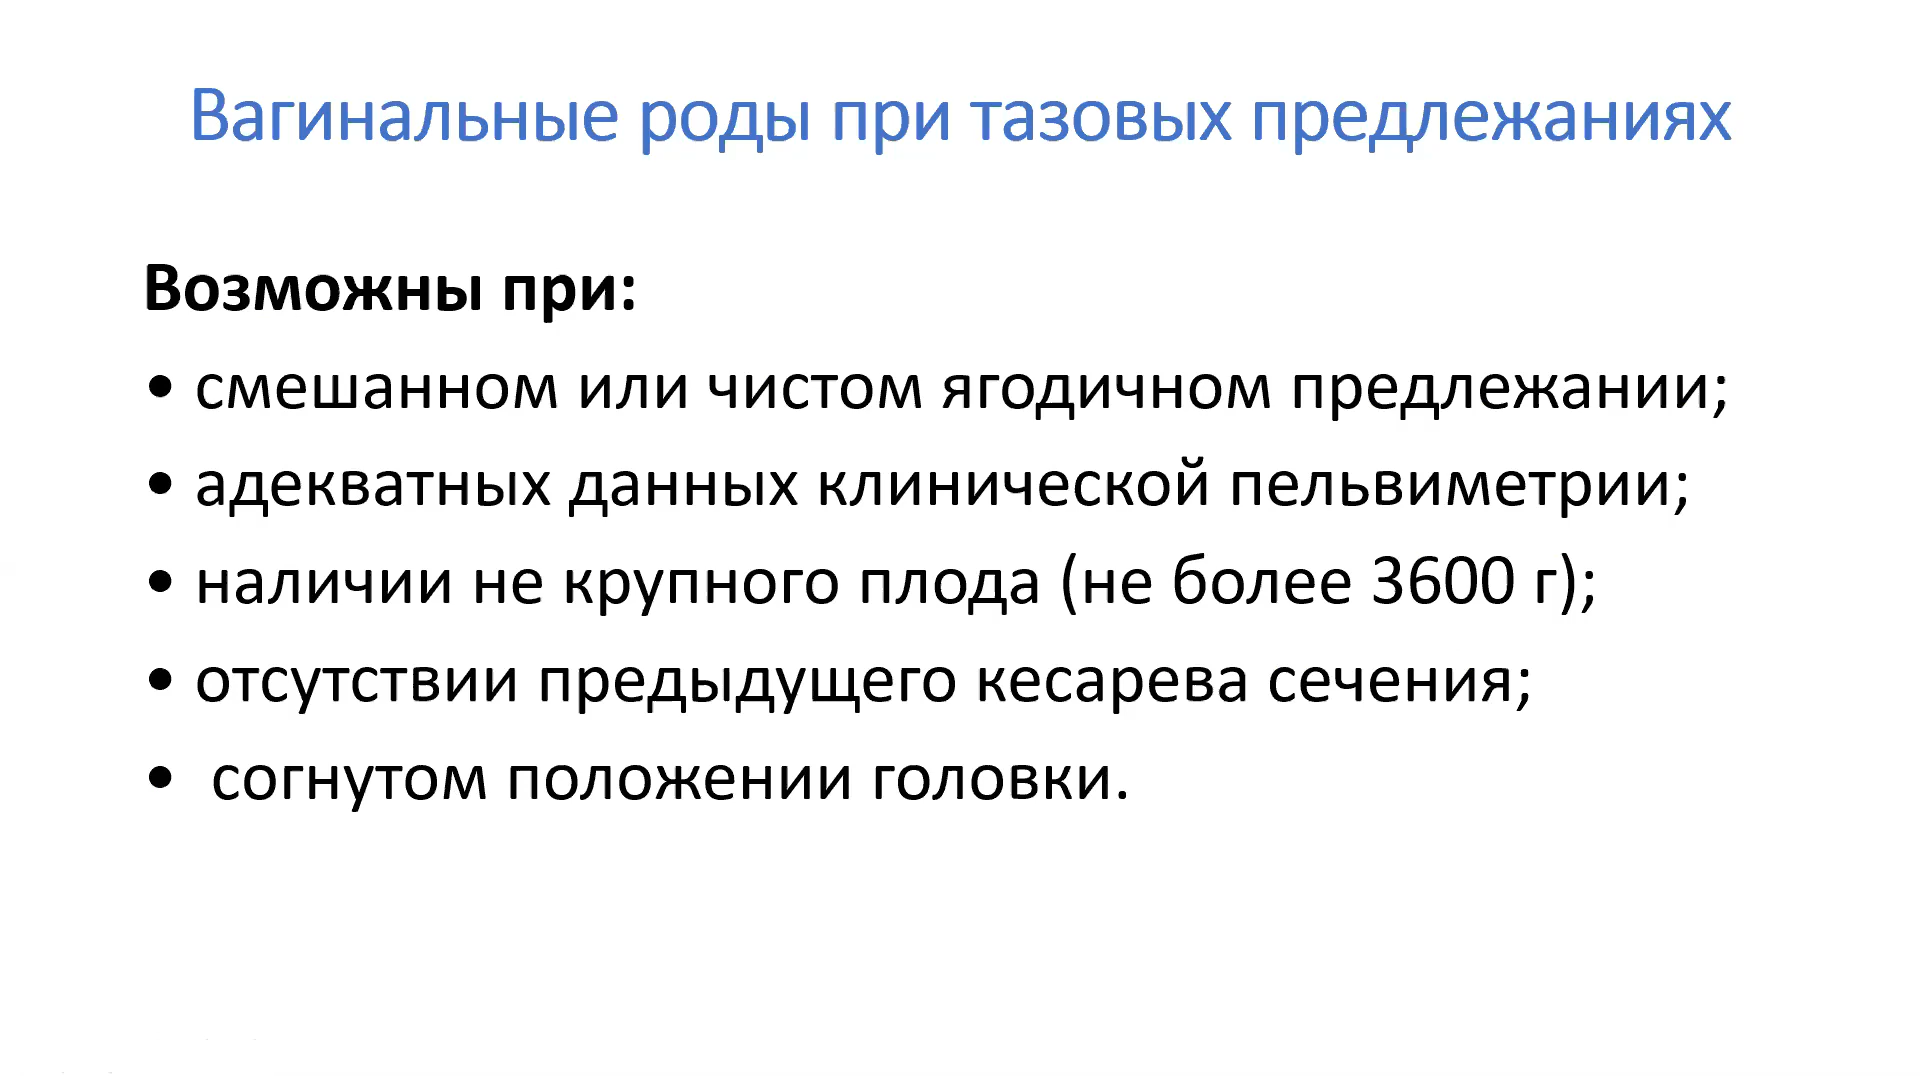 Вагинальные роды при тазовых предлежаниях
Возможны при:
• смешанном или чистом ягодичном предлежании;
• адекватных данных клинической пельвиметрии;
• наличии не крупного плода (не более 3600 г);
• отсутствии предыдущего кесарева сечения;
• согнутом положении головки.